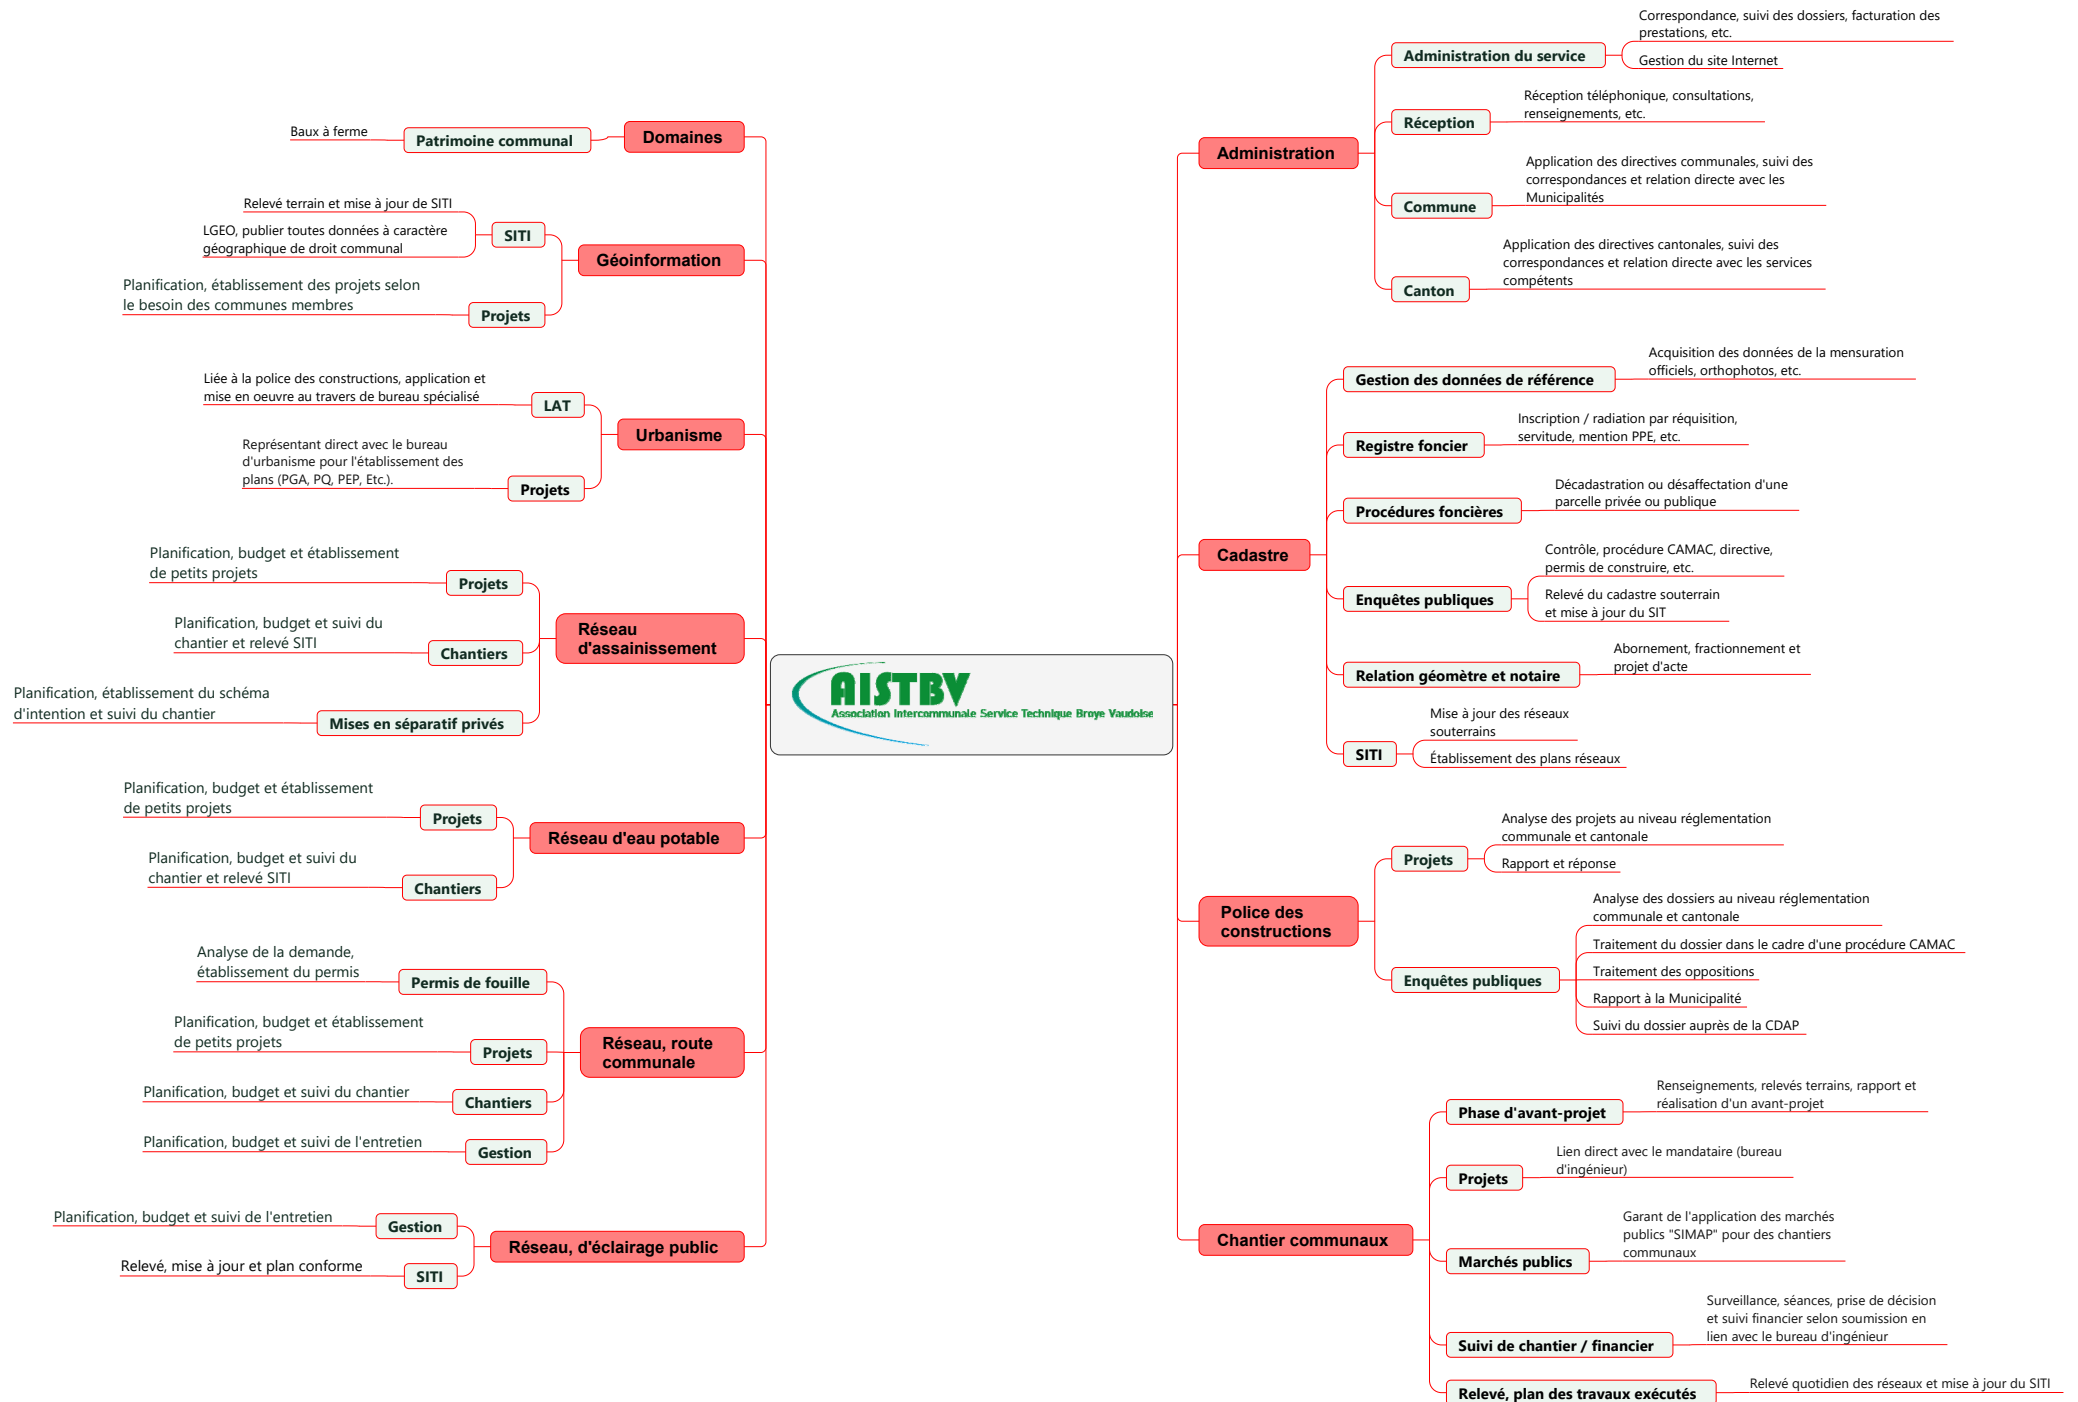 Domaines
Patrimoine communal
Baux à ferme
Géoinformation
SITI
Relevé terrain et mise à jour de SITI
LGEO, publier toutes données à caractère
géographique de droit communal
Projets
Planification, établissement des projets selon
le besoin des communes membres
Urbanisme
LAT
Liée à la police des constructions, application et
mise en oeuvre au travers de bureau spécialisé
Projets
Représentant direct avec le bureau
d'urbanisme pour l'établissement des
plans (PGA, PQ, PEP, Etc.).
Réseau
d'assainissement
Projets
Planification, budget et établissement
de petits projets
Chantiers
Planification, budget et suivi du
chantier et relevé SITI
Mises en séparatif privés
Planification, établissement du schéma
d'intention et suivi du chantier
Réseau d'eau potable
Projets
Planification, budget et établissement
de petits projets
Chantiers
Planification, budget et suivi du
chantier et relevé SITI
Réseau, route
communale
Permis de fouille
Analyse de la demande,
établissement du permis
Projets
Planification, budget et établissement
de petits projets
Chantiers
Planification, budget et suivi du chantier
Gestion
Planification, budget et suivi de l'entretien
Réseau, d'éclairage public
Gestion
Planification, budget et suivi de l'entretien
SITI
Relevé, mise à jour et plan conforme
AISTBV
Association Intercommunale Service Technique Broye Vaudoise
Administration
Administration du service
Correspondance, suivi des dossiers, facturation des
prestations, etc.
Gestion du site Internet
Réception
Réception téléphonique, consultations,
renseignements, etc.
Commune
Application des directives communales, suivi des
correspondances et relation directe avec les
Municipalités
Canton
Application des directives cantonales, suivi des
correspondances et relation directe avec les services
compétents
Cadastre
Gestion des données de référence
Acquisition des données de la mensuration
officiels, orthophotos, etc.
Registre foncier
Inscription / radiation par réquisition,
servitude, mention PPE, etc.
Procédures foncières
Décadastration ou désaffectation d'une
parcelle privée ou publique
Enquêtes publiques
Contrôle, procédure CAMAC, directive,
permis de construire, etc.
Relevé du cadastre souterrain
et mise à jour du SIT
Relation géomètre et notaire
Abornement, fractionnement et
projet d'acte
SITI
Mise à jour des réseaux
souterrains
Établissement des plans réseaux
Police des
constructions
Projets
Analyse des projets au niveau réglementation
communale et cantonale
Rapport et réponse
Enquêtes publiques
Analyse des dossiers au niveau réglementation
communale et cantonale
Traitement du dossier dans le cadre d'une procédure CAMAC
Traitement des oppositions
Rapport à la Municipalité
Suivi du dossier auprès de la CDAP
Chantier communaux
Phase d'avant-projet
Renseignements, relevés terrains, rapport et
réalisation d'un avant-projet
Projets
Lien direct avec le mandataire (bureau
d'ingénieur)
Marchés publics
Garant de l'application des marchés
publics "SIMAP" pour des chantiers
communaux
Suivi de chantier / financier
Surveillance, séances, prise de décision
et suivi financier selon soumission en
lien avec le bureau d'ingénieur
Relevé, plan des travaux exécutés
Relevé quotidien des réseaux et mise à jour du SITI